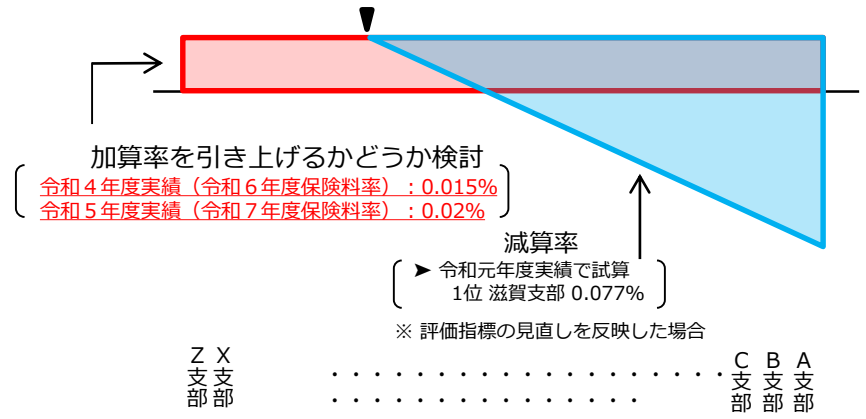 加算率を引き上げるかどうか検討
令和４年度実績（令和６年度保険料率）：0.015%
令和５年度実績（令和７年度保険料率）：0.02%
減算率
➤ 令和元年度実績で試算
1位 滋賀支部 0.077%
※ 評価指標の見直しを反映した場合
Z支部
X支部
・・・・・・・・・・・・・・・・・・・
・・・・・・・・・・・・・・・・
C支部
B支部
A支部